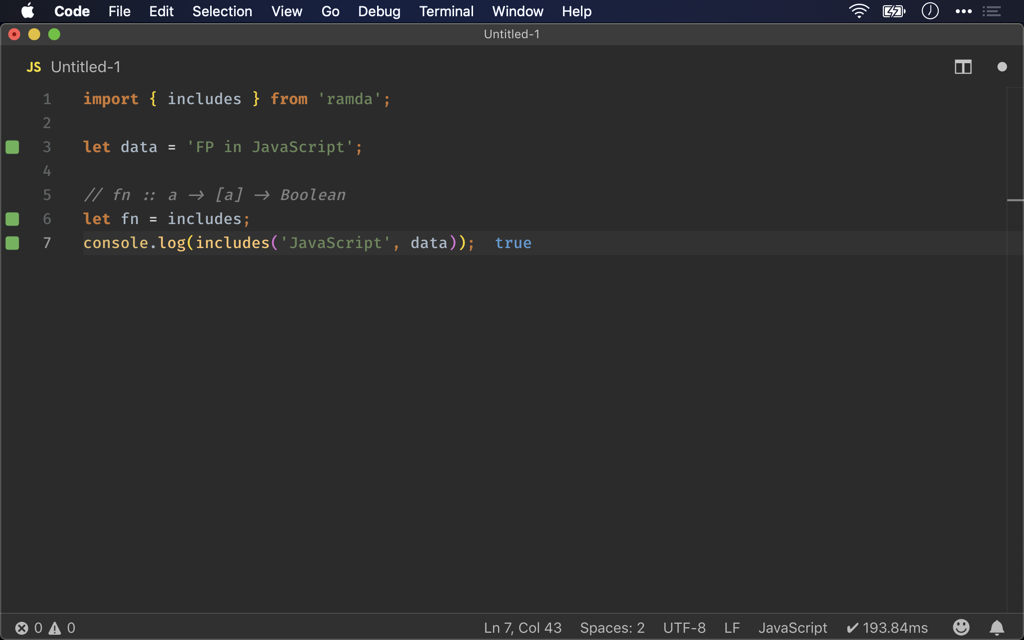 Code File Edit Selection View Go Debug Terminal Window Help
Untitled-1
JS Untitled-1
1 import { includes } from 'ramda';
2
3 let data = 'FP in JavaScript';
4
5 // fn :: a → [a] → Boolean
6 let fn = includes;
7 console.log(includes('JavaScript', data)); true
0 0 Ln 7, Col 43 Spaces: 2 UTF-8 LF JavaScript ✔ 193.84ms